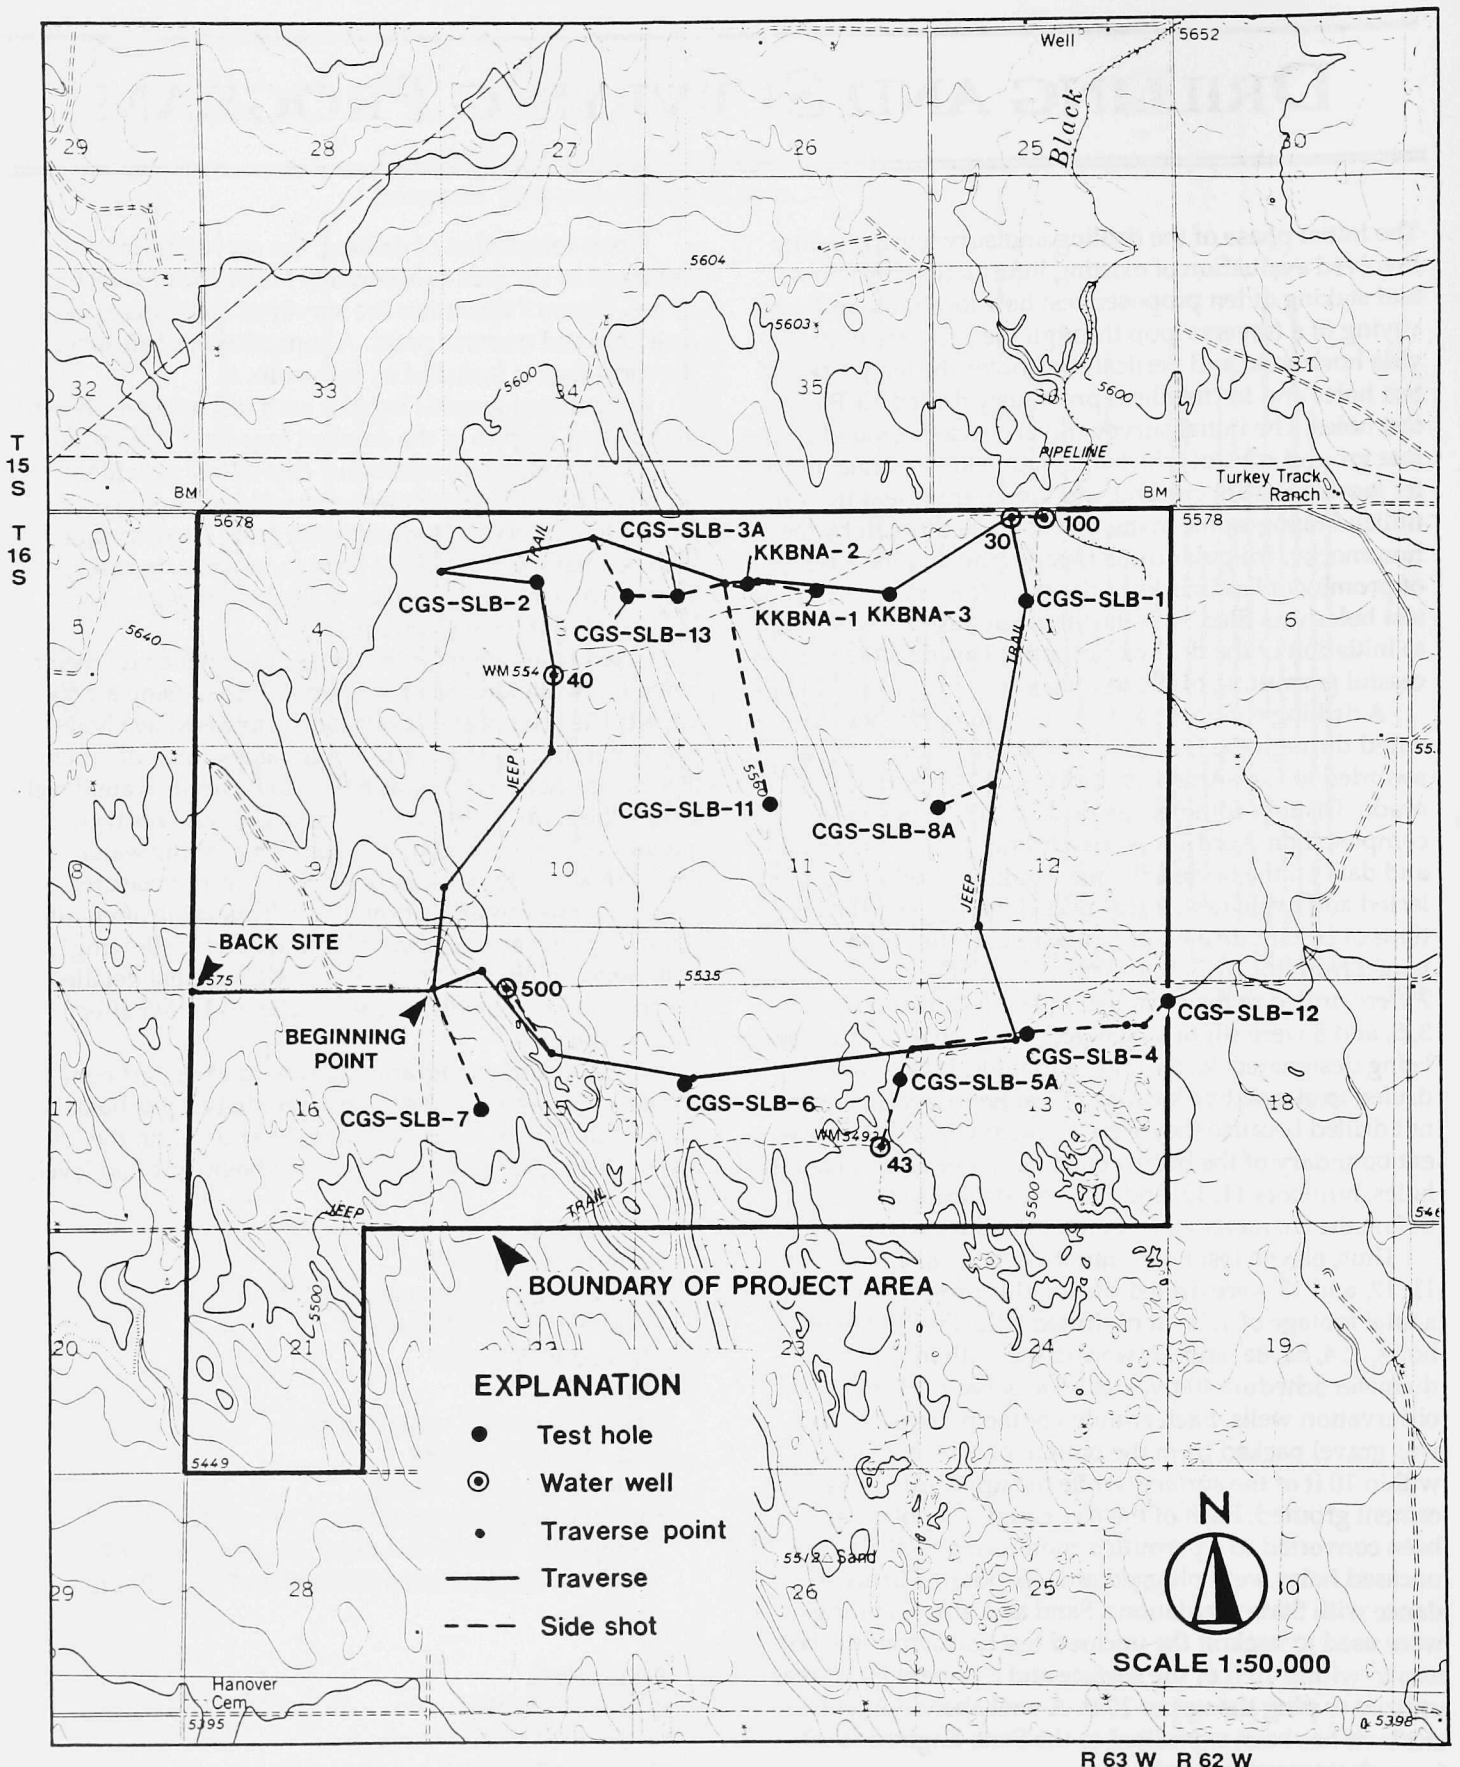 Well
5652
Black
29
28
27
26
25
30
5604
5603
5600
5600
32
33
34
35
36
31
T
15
S
PIPELINE
Turkey Track
Ranch
BM
BM
T
16
S
5678
5578
CGS-SLB-3A
30
100
KKBNA-2
TRAIL
CGS-SLB-2
CGS-SLB-13
KKBNA-1
KKBNA-3
CGS-SLB-1
5
5640
4
1
6
TRAIL
WM 554
40
JEEP
5560
CGS-SLB-11
CGS-SLB-8A
8
9
10
11
12
7
JEEP
BACK SITE
5575
5535
500
BEGINNING
POINT
CGS-SLB-12
CGS-SLB-4
CGS-SLB-5A
CGS-SLB-6
CGS-SLB-7
17
16
15
13
18
WM5492
43
JEEP
TRAIL
5500
546
BOUNDARY OF PROJECT AREA
5500
20
21
23
24
19
EXPLANATION
Test hole
Water well
Traverse point
Traverse
Side shot
5449
N
5512 Sand
29
28
26
25
30
SCALE 1:50,000
Hanover
Cem
5395
5398
R 63 W R 62 W